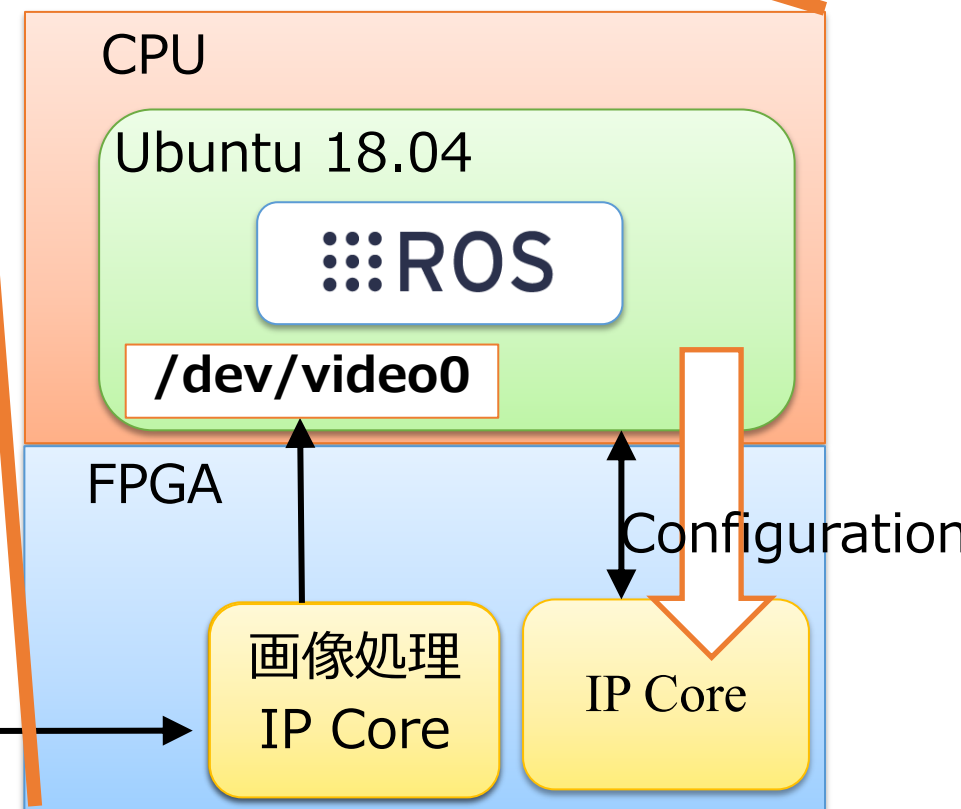 CPU
Ubuntu 18.04
ROS
/dev/video0
FPGA
Configuration
画像処理
IP Core
IP Core